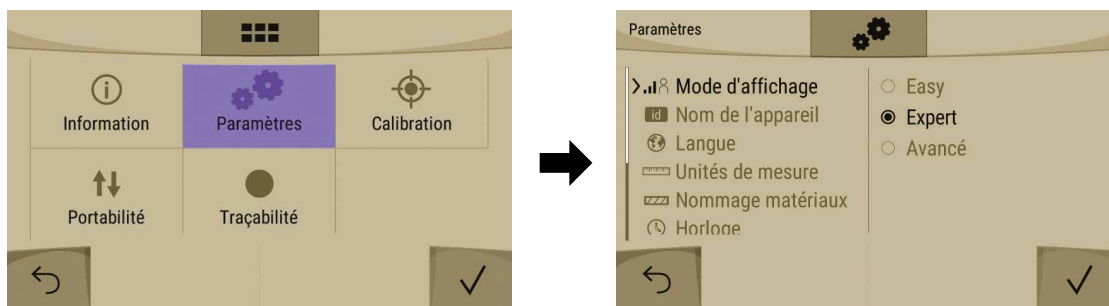 Information
Paramètres
Calibration
Portabilité
Traçabilité
Paramètres
Mode d'affichage
id Nom de l'appareil
Langue
Unités de mesure
Nommage matériaux
Horloge
Easy
Expert
Avancé